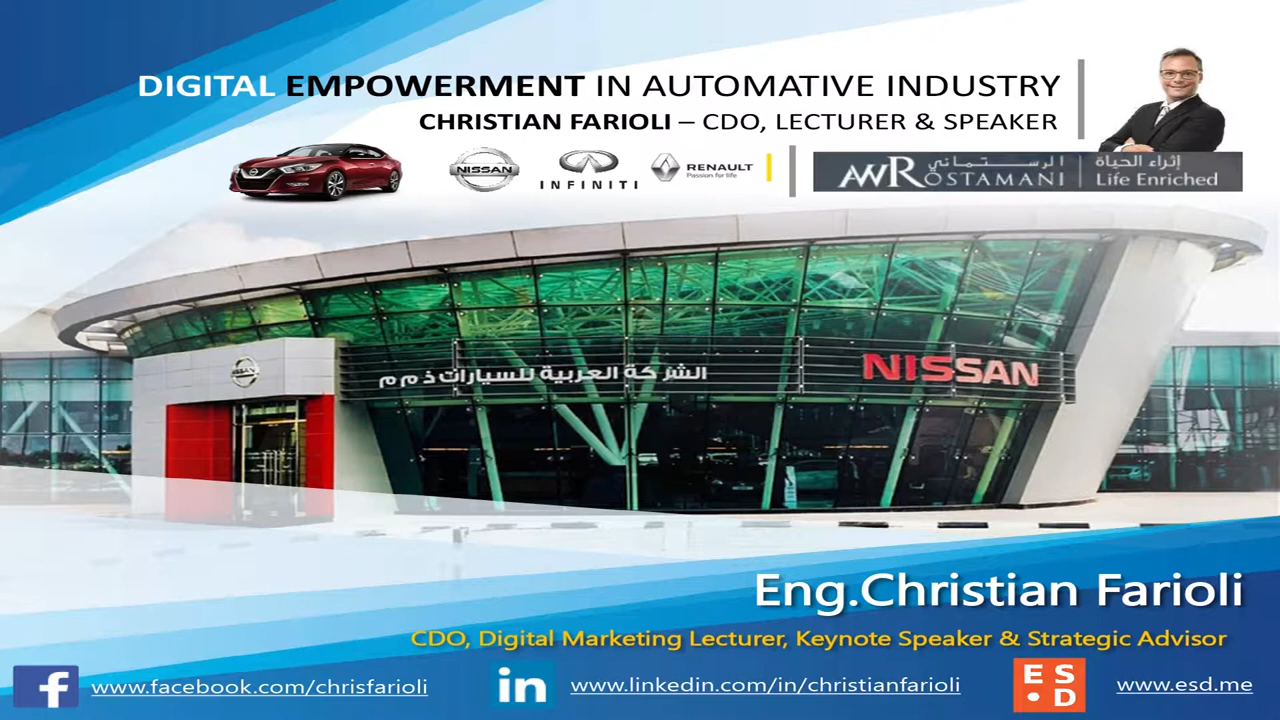 DIGITAL EMPOWERMENT IN AUTOMATIVE INDUSTRY
CHRISTIAN FARIOLI – CDO, LECTURER & SPEAKER
NISSAN
INFINITI
RENAULT
Passion for life
AWROSTAMANI
الرستماني
إثراء الحياة
Life Enriched
الشركة العربية للسيارات ذ م م
NISSAN
Eng.Christian Farioli
CDO, Digital Marketing Lecturer, Keynote Speaker & Strategic Advisor
f www.facebook.com/chrisfarioli
in www.linkedin.com/in/christianfarioli
ES
D
www.esd.me